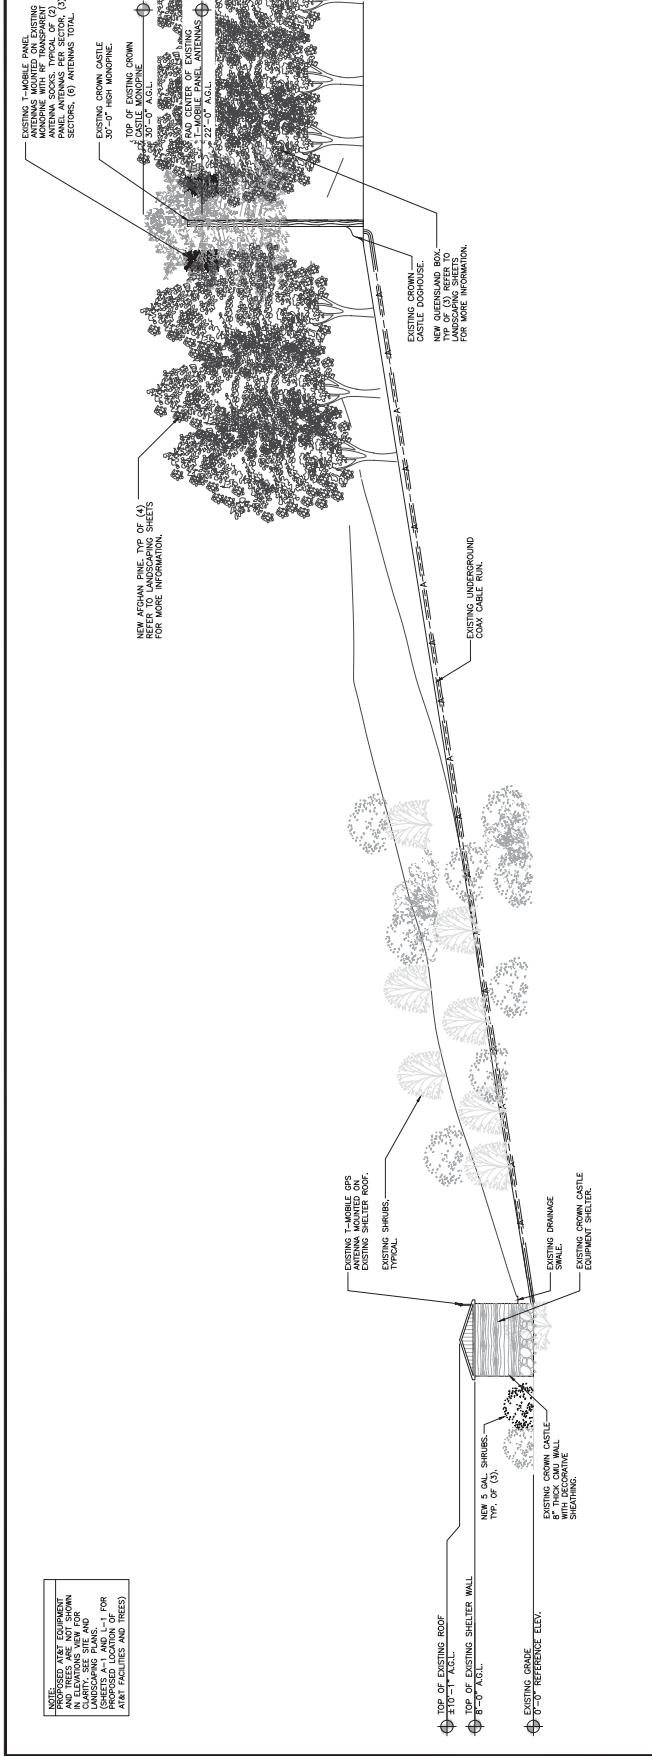 NOTE:
PROPOSED AT&T EQUIPMENT
AND TREES ARE NOT SHOWN
IN ELEVATIONS VIEW FOR
CLARITY. SEE SITE AND
LANDSCAPING PLANS.
(SHEETS A-1 AND L-1 FOR
PROPOSED LOCATION OF
AT&T FACILITIES AND TREES)
TOP OF EXISTING ROOF
±10'-1" A.G.L.
TOP OF EXISTING SHELTER WALL
8'-0" A.G.L.
EXISTING GRADE
0'-0" REFERENCE ELEV.
NEW 5 GAL. SHRUBS.
TYP. OF (3).
EXISTING CROWN CASTLE
8" THICK CMU WALL
WITH DECORATIVE
SHEATHING.
EXISTING T-MOBILE GPS
ANTENNA MOUNTED ON
EXISTING SHELTER ROOF.
EXISTING SHRUBS,
TYPICAL
EXISTING DRAINAGE
SWALE.
EXISTING CROWN CASTLE
EQUIPMENT SHELTER.
NEW AFGHAN PINE. TYP OF (4)
REFER TO LANDSCAPING SHEETS
FOR MORE INFORMATION.
EXISTING UNDERGROUND
COAX CABLE RUN.
A
A
A
A
A
A
A
A
A
A
A
A
A
EXISTING CROWN
CASTLE DOGHOUSE.
NEW QUEENSLAND BOX.
TYP OF (3) REFER TO
LANDSCAPING SHEETS
FOR MORE INFORMATION.
EXISTING T-MOBILE PANEL
ANTENNAS MOUNTED ON EXISTING
MONOPINE WITH RF TRANSPARENT
ANTENNA SOCKS. TYPICAL OF (2)
PANEL ANTENNAS PER SECTOR, (3)
SECTORS, (6) ANTENNAS TOTAL.
EXISTING CROWN CASTLE
30'-0" HIGH MONOPINE.
TOP OF EXISTING CROWN
CASTLE MONOPINE
30'-0" A.G.L.
RAD CENTER OF EXISTING
T-MOBILE PANEL ANTENNAS
22'-0" A.G.L.